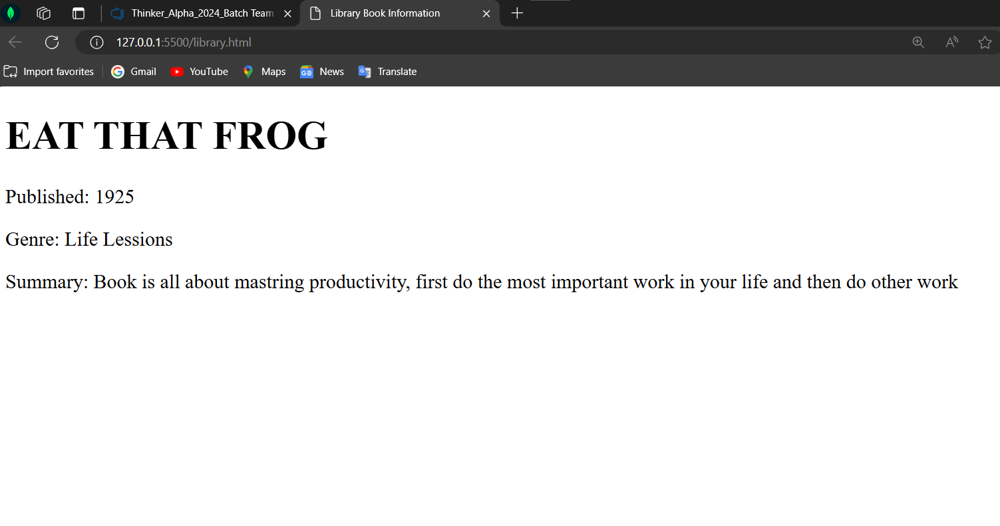 Thinker_Alpha_2024_Batch Team
Library Book Information
127.0.0.1:5500/library.html
Import favorites
Gmail
YouTube
Maps
GE News
Translate
EAT THAT FROG
Published: 1925
Genre: Life Lessions
Summary: Book is all about mastring productivity, first do the most important work in your life and then do other work